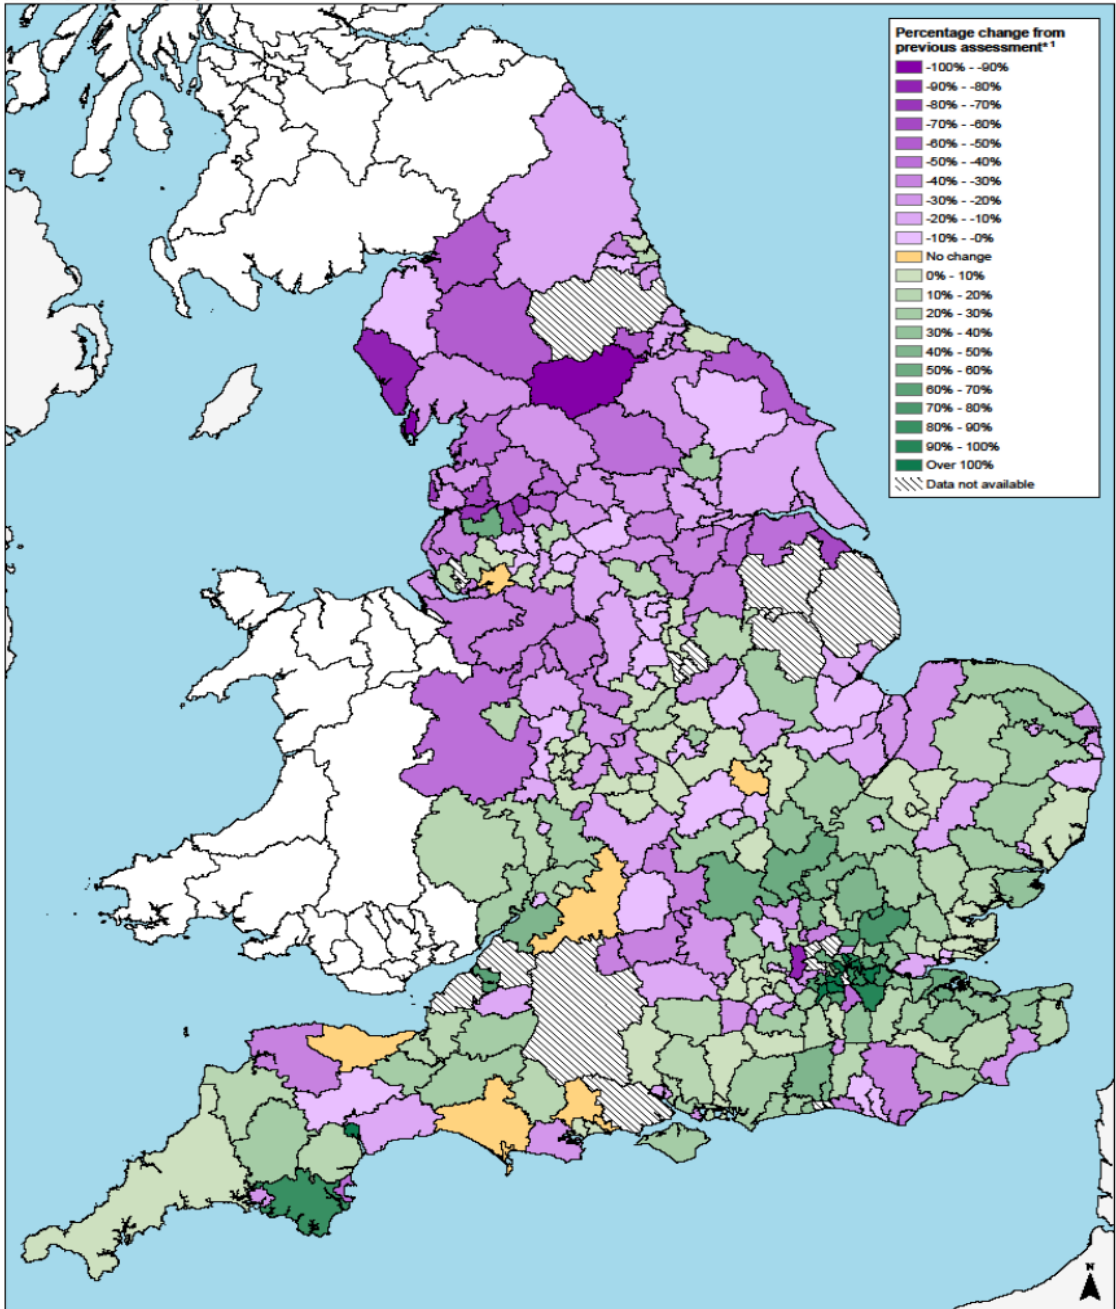 Percentage change from
previous assessment*¹
-100% - -90%
-90% - -80%
-80% - -70%
-70% - -60%
-60% - -50%
-50% - -40%
-40% - -30%
-30% - -20%
-20% - -10%
-10% - -0%
No change
0% - 10%
10% - 20%
20% - 30%
30% - 40%
40% - 50%
50% - 60%
60% - 70%
70% - 80%
80% - 90%
90% - 100%
Over 100%
Data not available
N